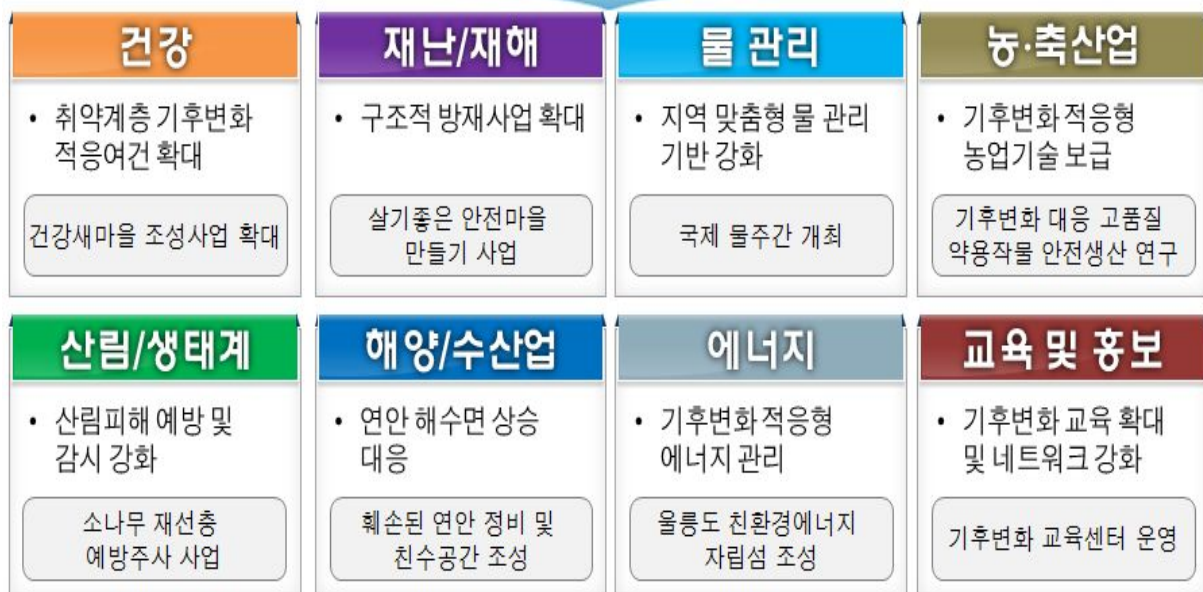 건강
• 취약계층 기후변화
적응여건 확대
건강새마을 조성사업 확대
재난/재해
• 구조적 방재사업 확대
살기좋은 안전마을
만들기 사업
물 관리
• 지역 맞춤형 물 관리
기반 강화
국제 물주간 개최
농·축산업
• 기후변화 적응형
농업기술 보급
기후변화 대응 고품질
약용작물 안전생산 연구
산림/생태계
• 산림피해 예방 및
감시 강화
소나무 재선충
예방주사 사업
해양/수산업
• 연안 해수면 상승
대응
훼손된 연안 정비 및
친수공간 조성
에너지
• 기후변화 적응형
에너지 관리
울릉도 친환경에너지
자립섬 조성
교육 및 홍보
• 기후변화 교육 확대
및 네트워크 강화
기후변화 교육센터 운영